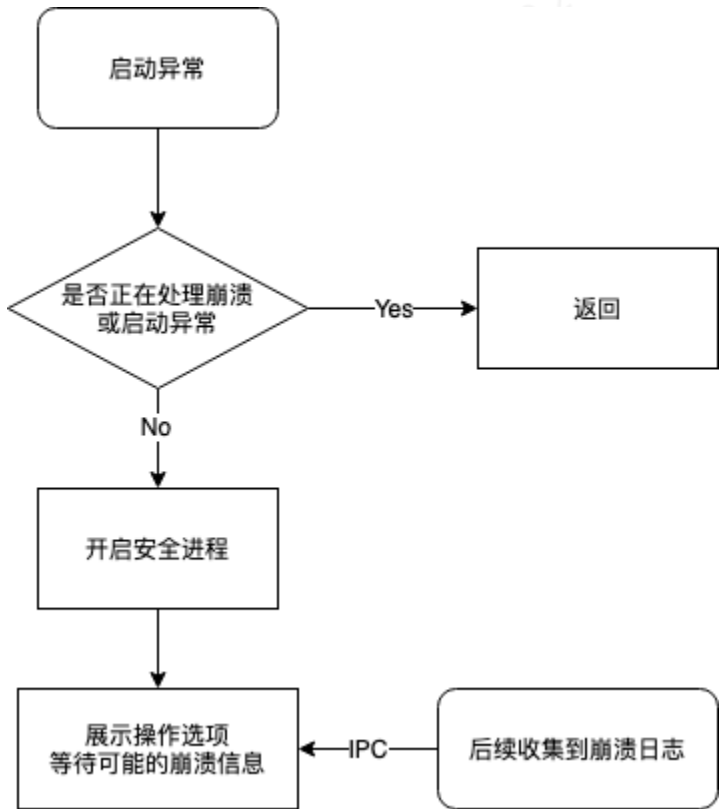 启动异常
是否正在处理崩溃
或启动异常
Yes
返回
No
开启安全进程
展示操作选项
等待可能的崩溃信息
IPC
后续收集到崩溃日志